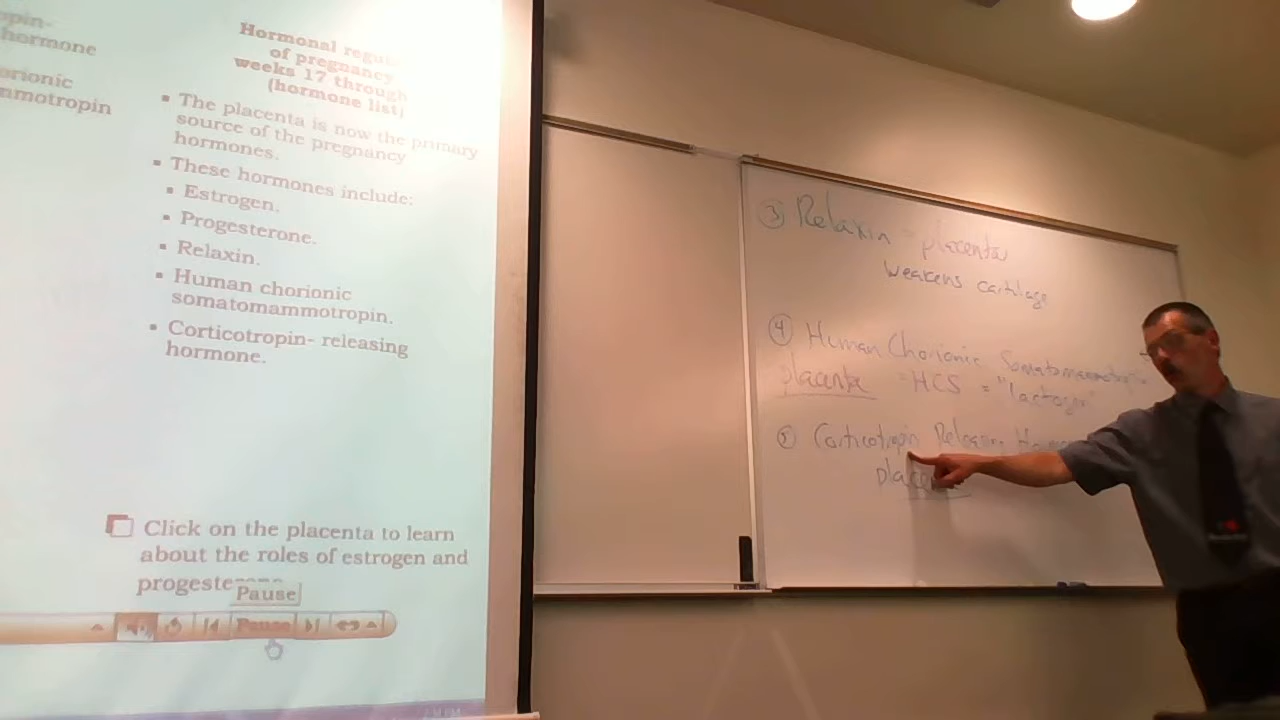 hormone
Hormonal
of pregnancy
weeks 17 through
(hormone list)
▪ The placenta is now the primary
source of the pregnancy
hormones.
▪ These hormones include:
▪ Estrogen.
▪ Progesterone.
▪ Relaxin.
▪ Human chorionic
somatomammotropin.
▪ Corticotropin- releasing
hormone.
Click on the placenta to learn
about the roles of estrogen and
Pause
Pause
③ Relaxin = placenta
weakens cartilage
④ Human Chorionic
placenta = HCS = "lactogen"
⑤ Corticotropin Releasing